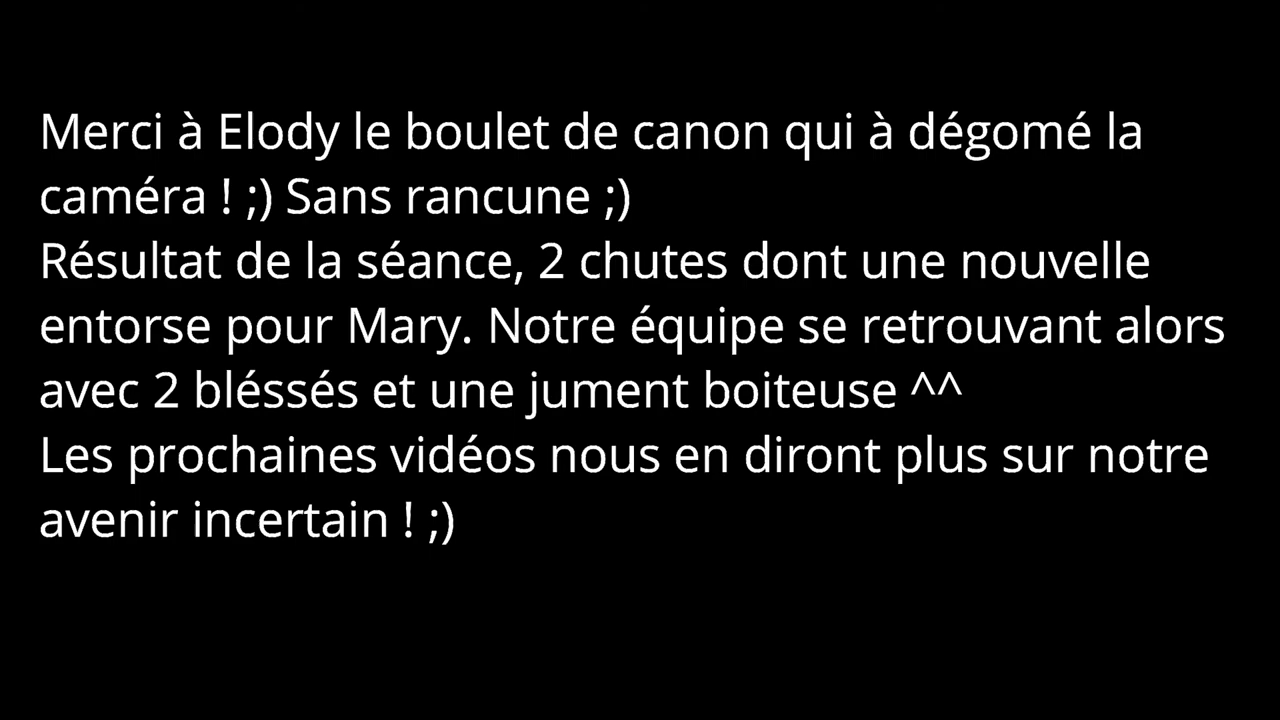 Merci à Elody le boulet de canon qui à dégomé la
caméra ! ;) Sans rancune ;)
Résultat de la séance, 2 chutes dont une nouvelle
entorse pour Mary. Notre équipe se retrouvant alors
avec 2 bléssés et une jument boiteuse ^^
Les prochaines vidéos nous en diront plus sur notre
avenir incertain ! ;)